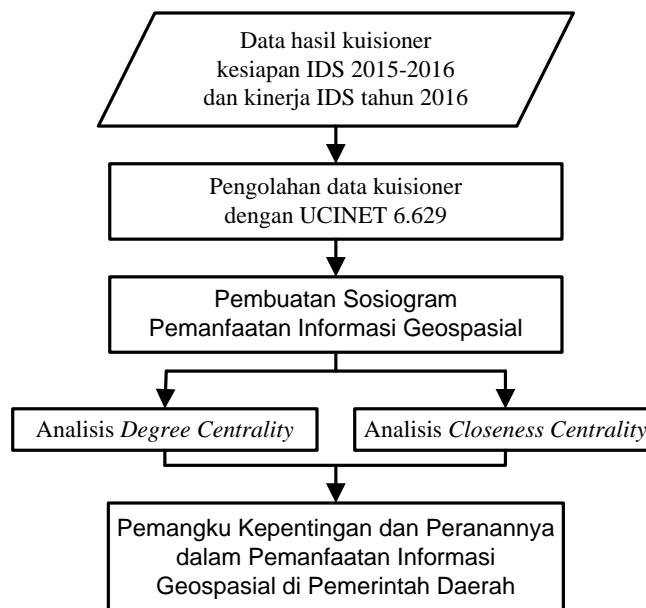 Data hasil kuisioner
kesiapan IDS 2015-2016
dan kinerja IDS tahun 2016
Pengolahan data kuisioner
dengan UCINET 6.629
Pembuatan Sosiogram
Pemanfaatan Informasi Geospasial
Analisis Degree Centrality
Analisis Closeness Centrality
Pemangku Kepentingan dan Peranannya
dalam Pemanfaatan Informasi
Geospasial di Pemerintah Daerah